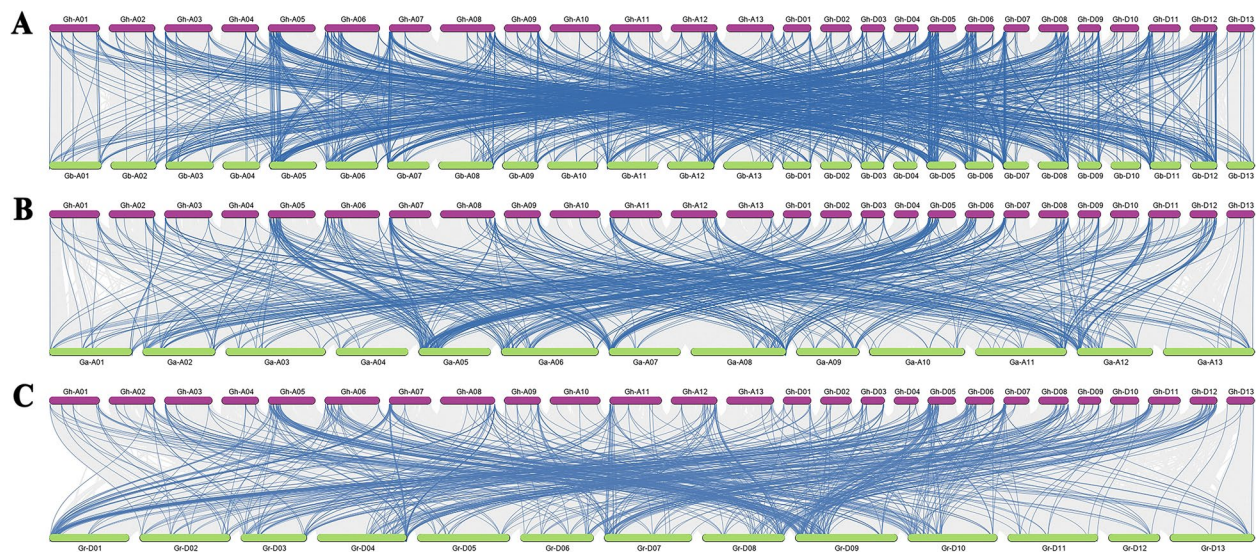 A
Gh-A01 Gh-A02 Gh-A03 Gh-A04 Gh-A05 Gh-A06 Gh-A07 Gh-A08 Gh-A09 Gh-A10 Gh-A11 Gh-A12 Gh-A13 Gh-D01 Gh-D02 Gh-D03 Gh-D04 Gh-D05 Gh-D06 Gh-D07 Gh-D08 Gh-D09 Gh-D10 Gh-D11 Gh-D12 Gh-D13
Gb-A01 Gb-A02 Gb-A03 Gb-A04 Gb-A05 Gb-A06 Gb-A07 Gb-A08 Gb-A09 Gb-A10 Gb-A11 Gb-A12 Gb-A13 Gb-D01 Gb-D02 Gb-D03 Gb-D04 Gb-D05 Gb-D06 Gb-D07 Gb-D08 Gb-D09 Gb-D10 Gb-D11 Gb-D12 Gb-D13
B
Gh-A01 Gh-A02 Gh-A03 Gh-A04 Gh-A05 Gh-A06 Gh-A07 Gh-A08 Gh-A09 Gh-A10 Gh-A11 Gh-A12 Gh-A13 Gh-D01 Gh-D02 Gh-D03 Gh-D04 Gh-D05 Gh-D06 Gh-D07 Gh-D08 Gh-D09 Gh-D10 Gh-D11 Gh-D12 Gh-D13
Ga-A01 Ga-A02 Ga-A03 Ga-A04 Ga-A05 Ga-A06 Ga-A07 Ga-A08 Ga-A09 Ga-A10 Ga-A11 Ga-A12 Ga-A13
C
Gh-A01 Gh-A02 Gh-A03 Gh-A04 Gh-A05 Gh-A06 Gh-A07 Gh-A08 Gh-A09 Gh-A10 Gh-A11 Gh-A12 Gh-A13 Gh-D01 Gh-D02 Gh-D03 Gh-D04 Gh-D05 Gh-D06 Gh-D07 Gh-D08 Gh-D09 Gh-D10 Gh-D11 Gh-D12 Gh-D13
Gr-D01 Gr-D02 Gr-D03 Gr-D04 Gr-D05 Gr-D06 Gr-D07 Gr-D08 Gr-D09 Gr-D10 Gr-D11 Gr-D12 Gr-D13